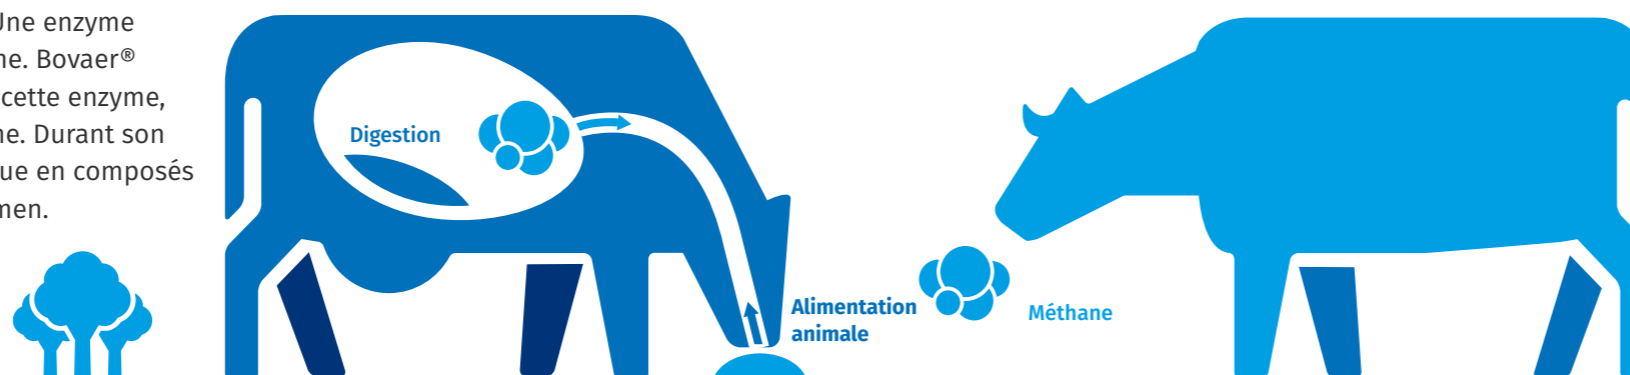 Une enzyme
ne. Bovaer®
cette enzyme,
ne. Durant son
ue en composés
men.
Digestion
Alimentation
animale
Méthane